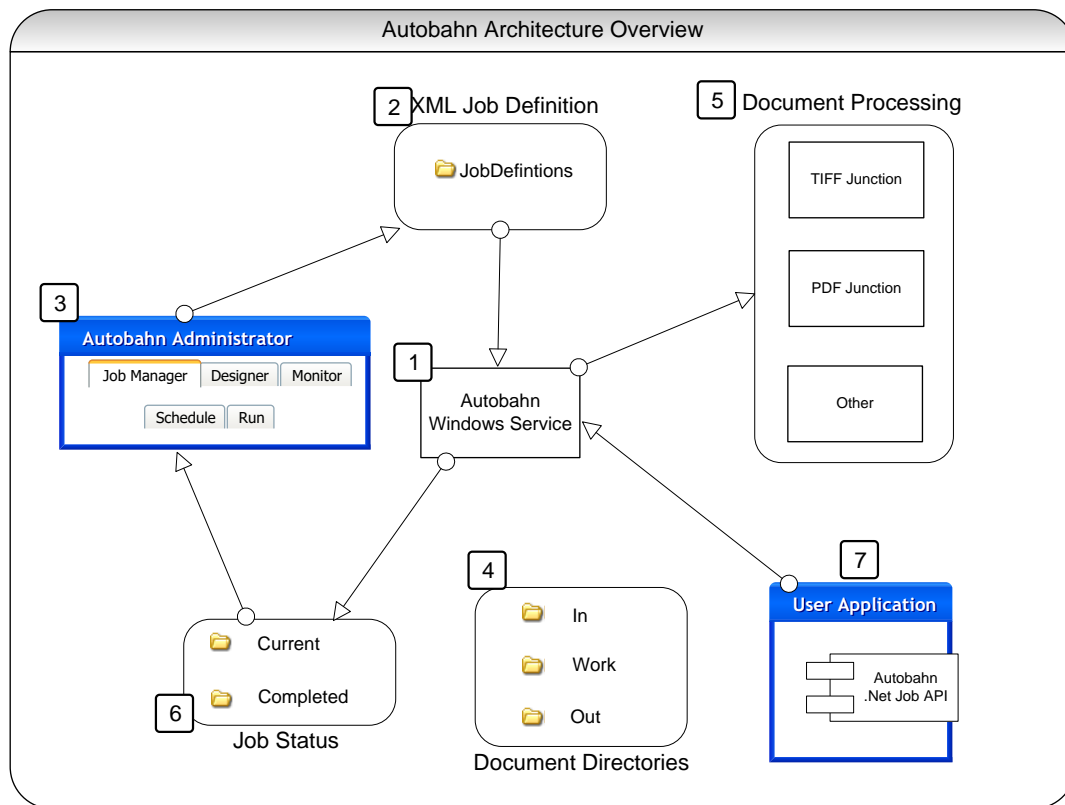 Autobahn Architecture Overview
2
XML Job Definition
JobDefintions
5
Document Processing
TIFF Junction
PDF Junction
Other
3
Autobahn Administrator
Job Manager
Designer
Monitor
Schedule
Run
1
Autobahn
Windows Service
6
Current
Completed
Job Status
4
In
Work
Out
Document Directories
7
User Application
Autobahn
.Net Job API